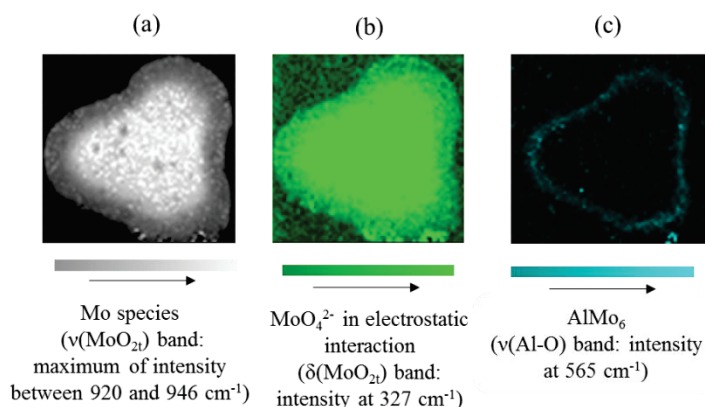 (a)
(b)
(c)
Mo species
(ν(MoO₂ₜ) band:
maximum of intensity
between 920 and 946 cm⁻¹)
MoO₄²⁻ in electrostatic
interaction
(δ(MoO₂ₜ) band:
intensity at 327 cm⁻¹)
AlMo₆
(ν(Al-O) band: intensity
at 565 cm⁻¹)